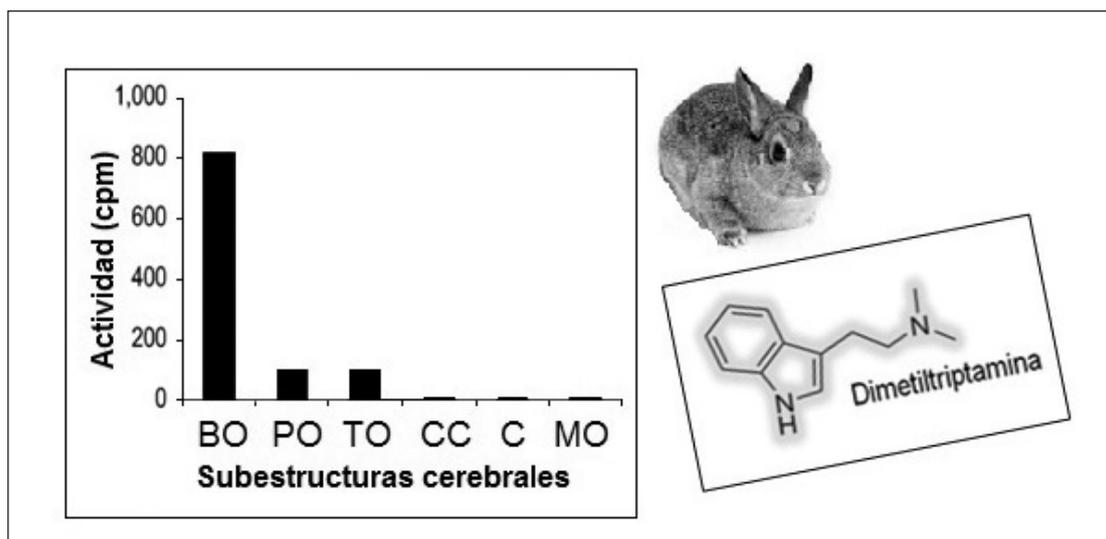 1,000
800
600
400
200
0
Actividad (cpm)
BO PO TO CC C MO
Subestructuras cerebrales
N
N
H
Dimetiltriptamina